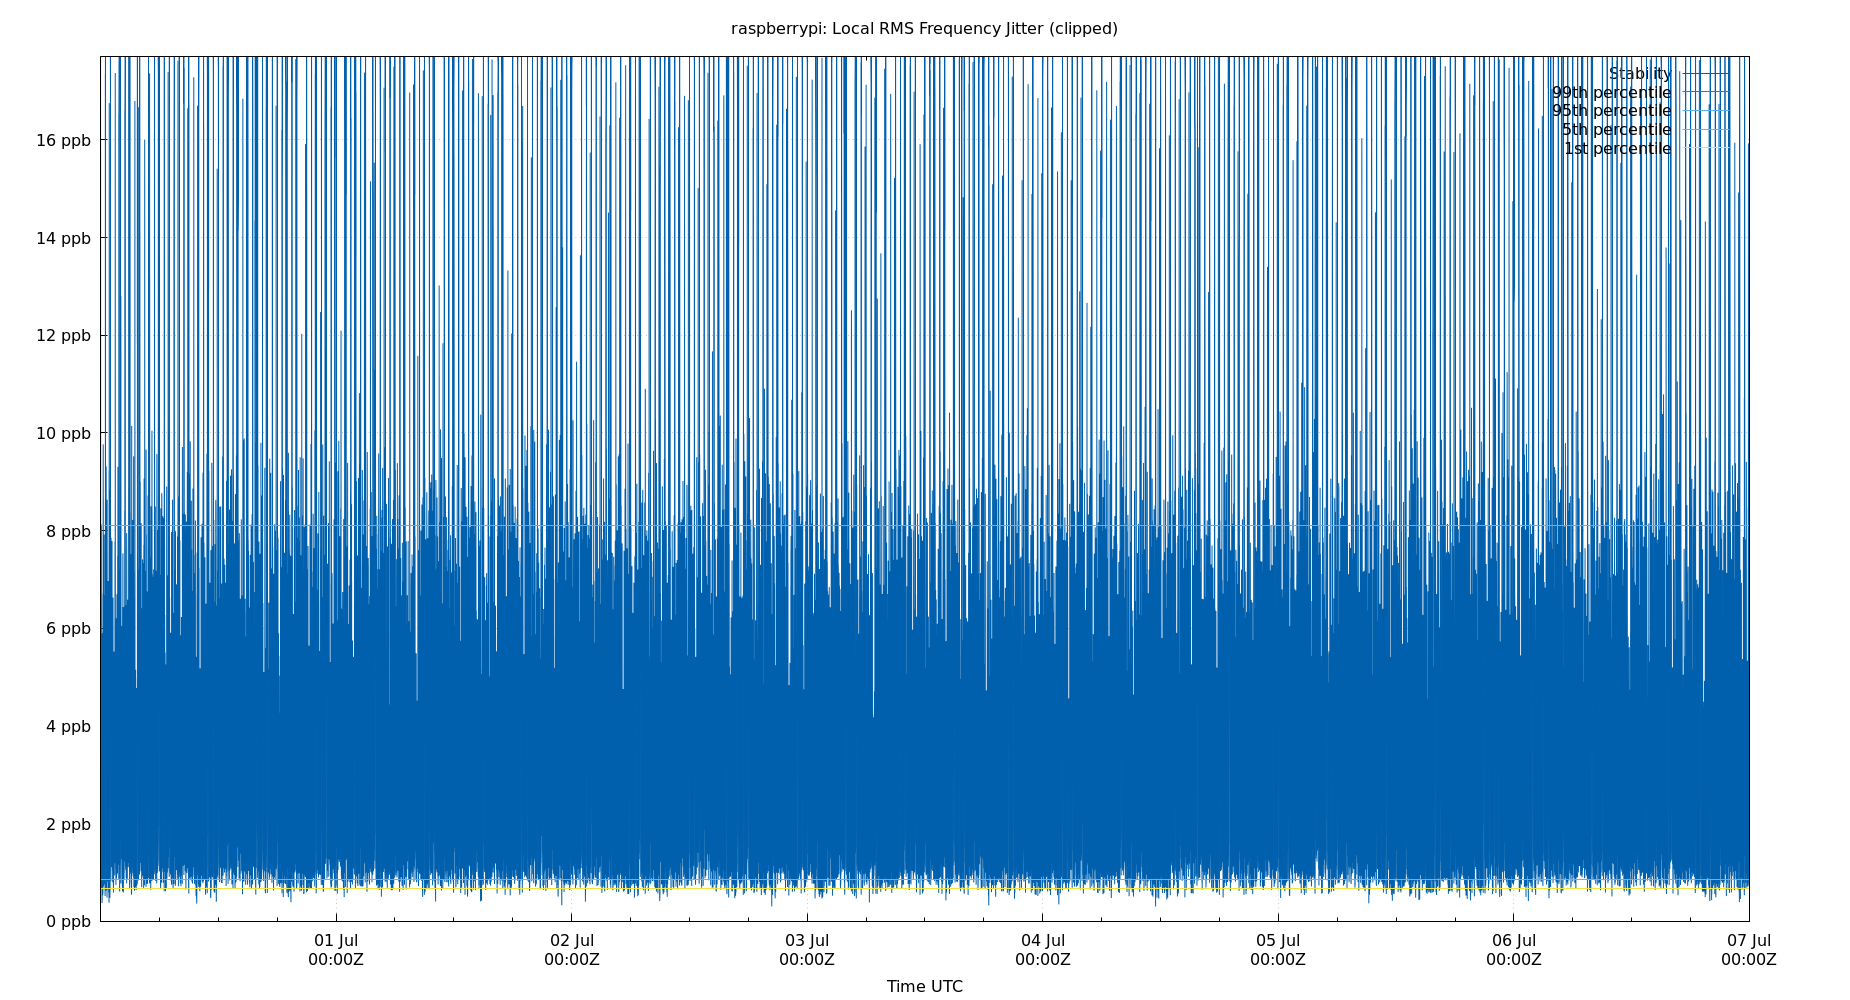 raspberrypi: Local RMS Frequency Jitter (clipped)
Stability
99th percentile
95th percentile
5th percentile
1st percentile
16 ppb
14 ppb
12 ppb
10 ppb
8 ppb
6 ppb
4 ppb
2 ppb
0 ppb
01 Jul 02 Jul 03 Jul 04 Jul 05 Jul 06 Jul 07 Jul
00:00Z 00:00Z 00:00Z 00:00Z 00:00Z 00:00Z 00:00Z
Time UTC